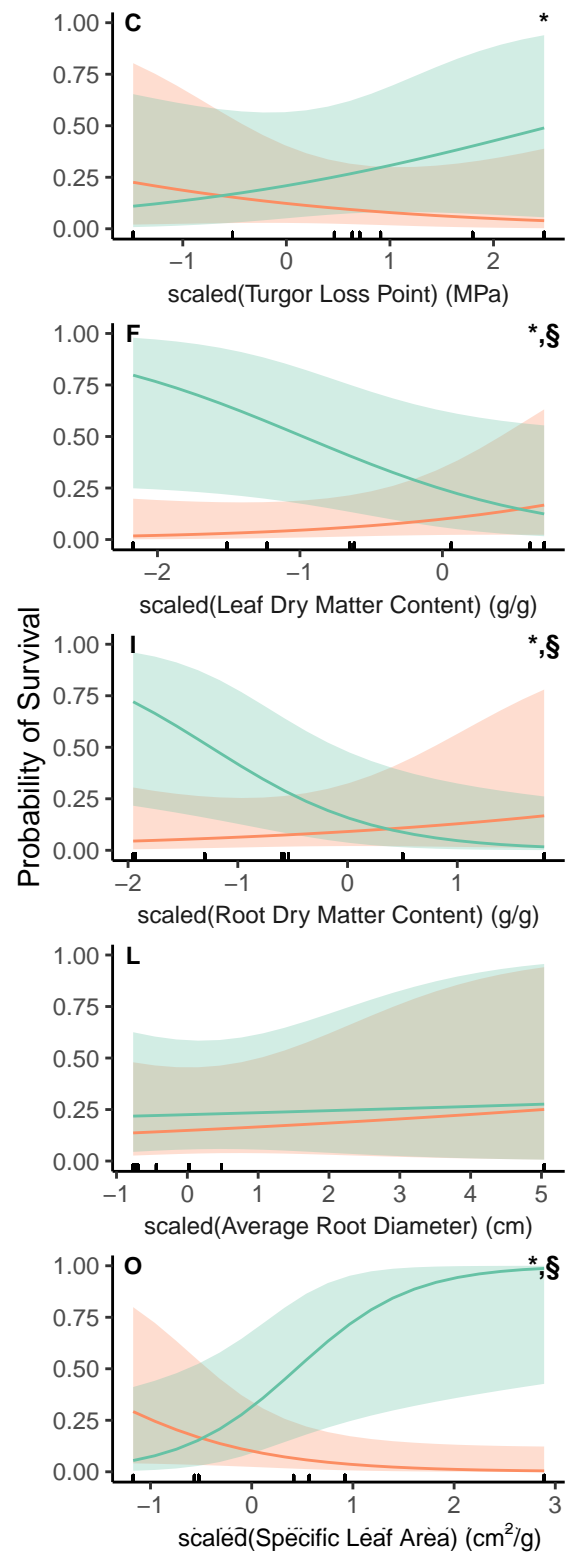 Probability of Survival
C
*
1.00
0.75
0.50
0.25
0.00
−1 0 1 2
scaled(Turgor Loss Point) (MPa)
F
*,§
1.00
0.75
0.50
0.25
0.00
−2 −1 0
scaled(Leaf Dry Matter Content) (g/g)
I
*,§
1.00
0.75
0.50
0.25
0.00
−2 −1 0 1
scaled(Root Dry Matter Content) (g/g)
L
1.00
0.75
0.50
0.25
0.00
−1 0 1 2 3 4 5
scaled(Average Root Diameter) (cm)
O
*,§
1.00
0.75
0.50
0.25
0.00
−1 0 1 2 3
scaled(Specific Leaf Area) (cm²/g)